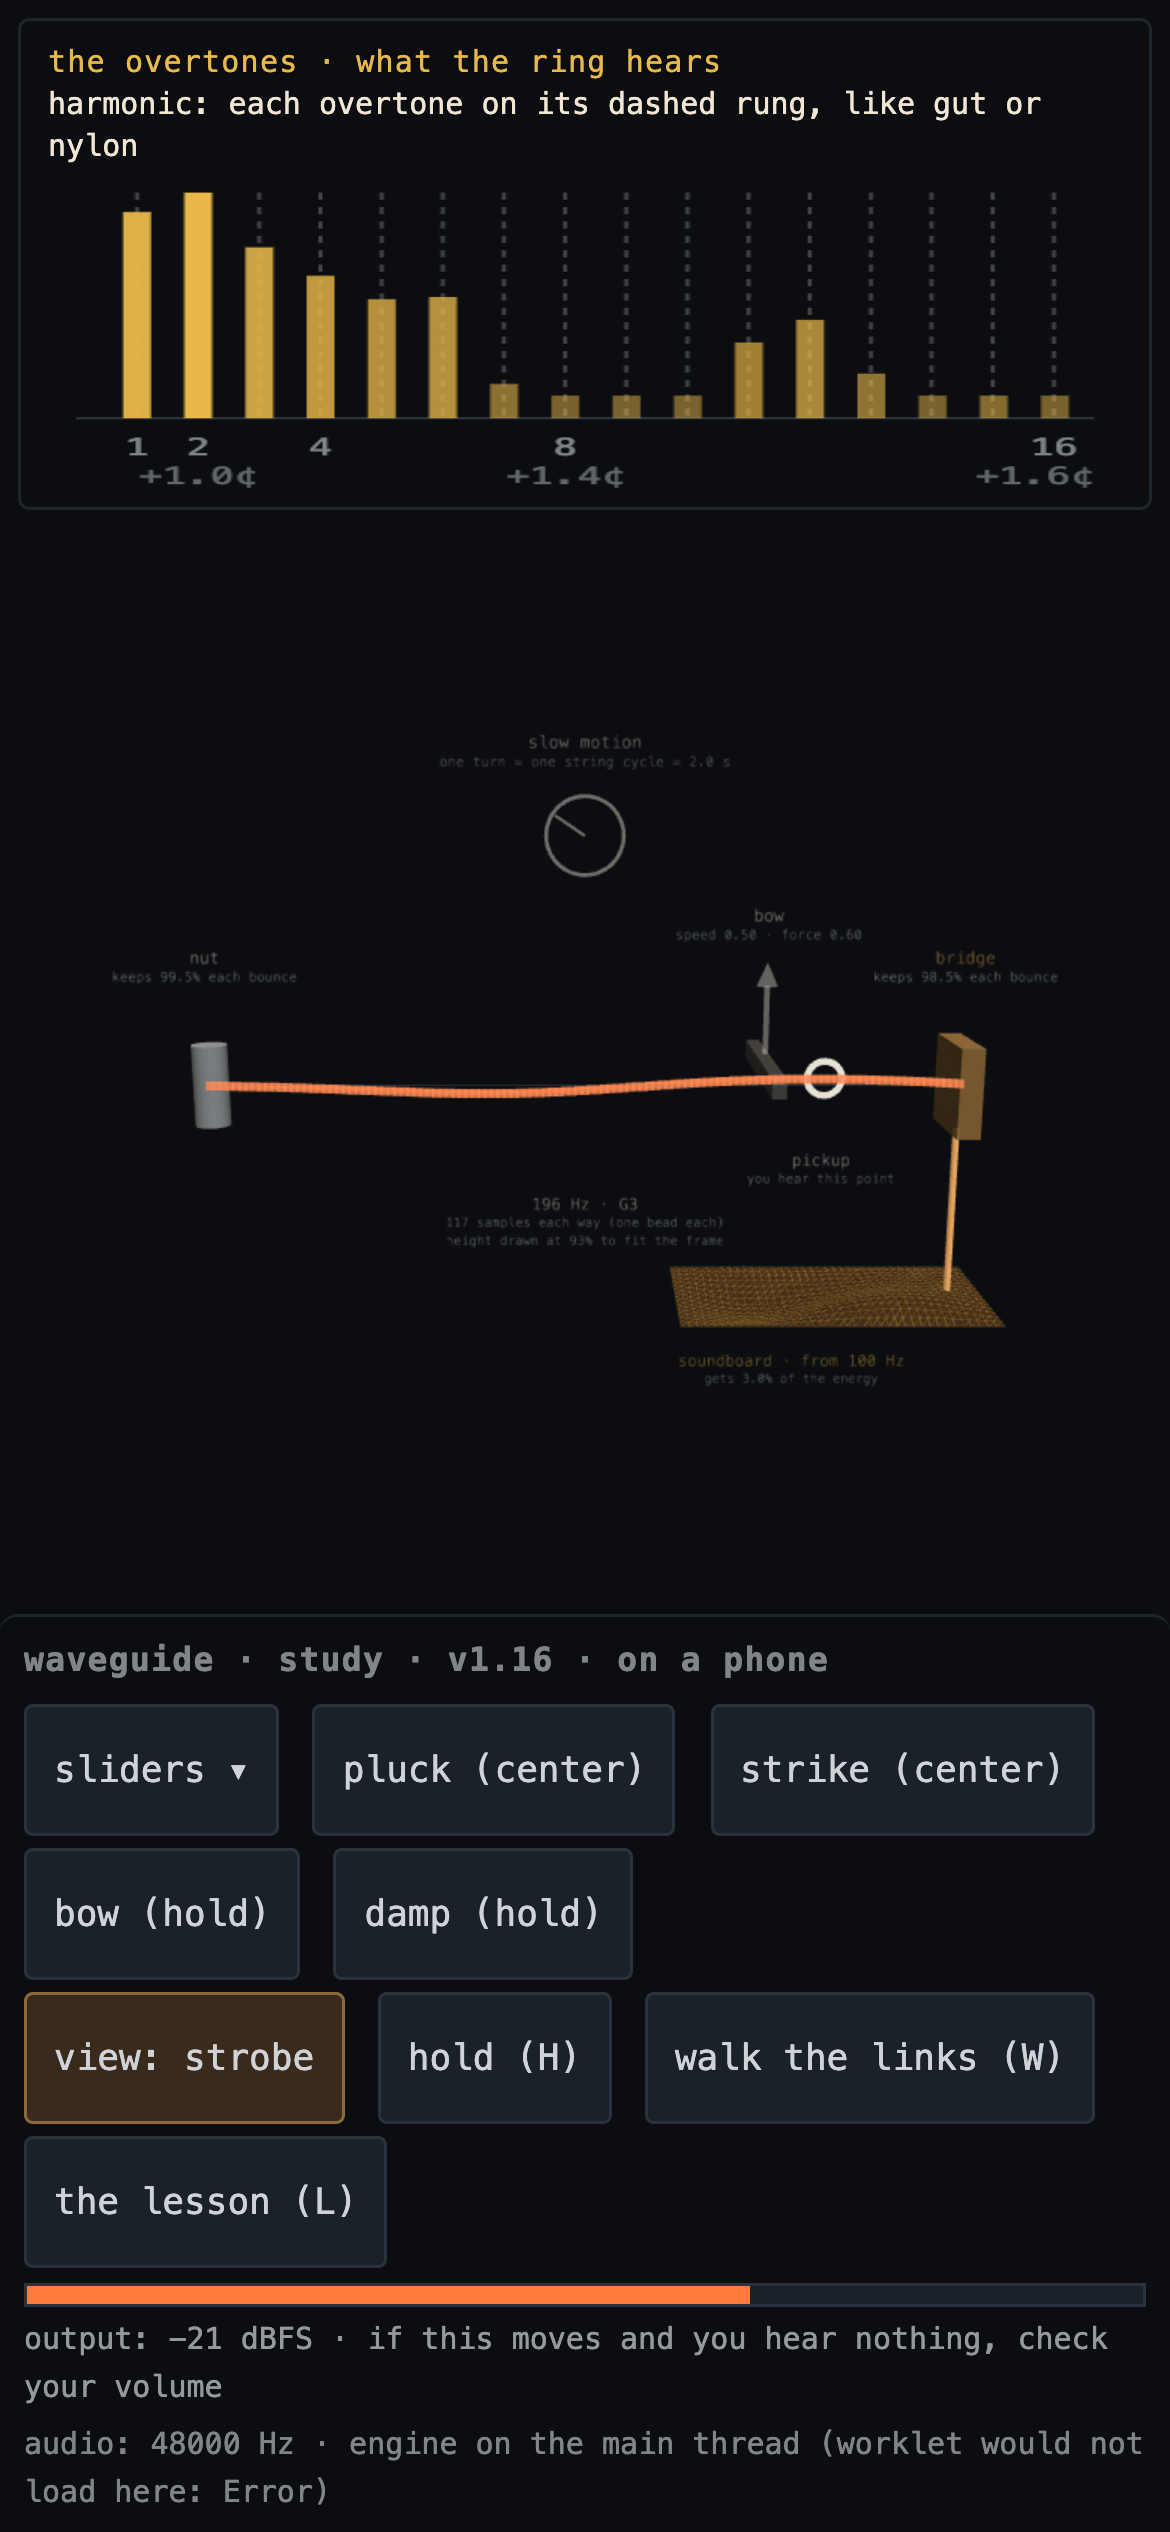 the overtones · what the ring hears
harmonic: each overtone on its dashed rung, like gut or
nylon
1 2 4 8 16
+1.0¢ +1.4¢ +1.6¢
slow motion
one turn = one string cycle = 2.0 s
bow
speed 0.50 · force 0.60
nut
keeps 99.5% each bounce
bridge
keeps 98.5% each bounce
pickup
you hear this point
196 Hz · G3
117 samples each way (one bead each)
height drawn at 93% to fit the frame
soundboard · from 100 Hz
gets 3.0% of the energy
waveguide · study · v1.16 · on a phone
sliders ▾ pluck (center) strike (center)
bow (hold) damp (hold)
view: strobe hold (H) walk the links (W)
the lesson (L)
output: −21 dBFS · if this moves and you hear nothing, check
your volume
audio: 48000 Hz · engine on the main thread (worklet would not
load here: Error)